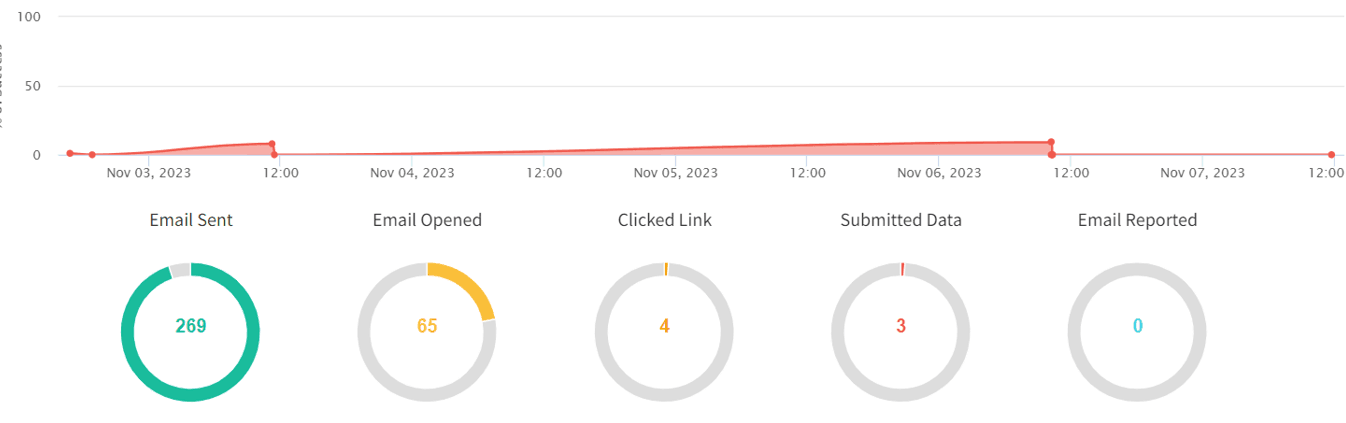 100
50
0
Nov 03, 2023 12:00 Nov 04, 2023 12:00 Nov 05, 2023 12:00 Nov 06, 2023 12:00 Nov 07, 2023 12:00
Email Sent Email Opened Clicked Link Submitted Data Email Reported
269 65 4 3 0